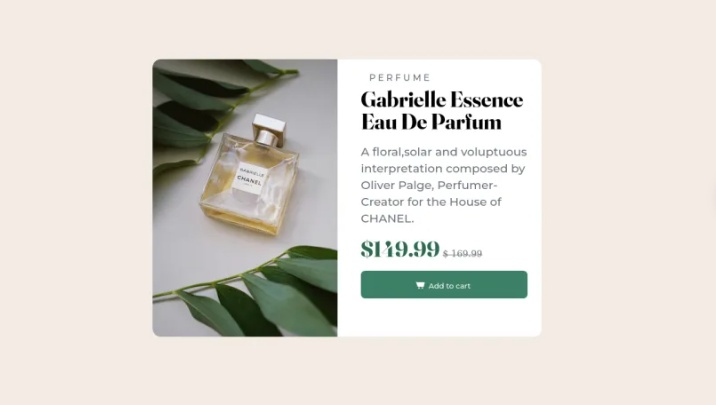 GABRIELLE
CHANEL
PERFUME
Gabrielle Essence
Eau De Parfum
A floral,solar and voluptuous
interpretation composed by
Oliver Palge, Perfumer-
Creator for the House of
CHANEL.
$149.99 $ 169.99
Add to cart